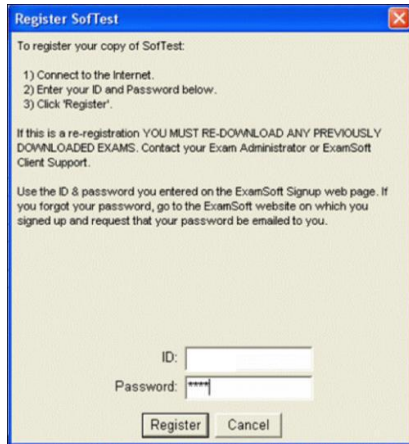 Register SofTest
To register your copy of SofTest:
1) Connect to the Internet.
2) Enter your ID and Password below.
3) Click 'Register'.
If this is a re-registration YOU MUST RE-DOWNLOAD ANY PREVIOUSLY
DOWNLOADED EXAMS. Contact your Exam Administrator or ExamSoft
Client Support.
Use the ID & password you entered on the ExamSoft Signup web page. If
you forgot your password, go to the ExamSoft website on which you
signed up and request that your password be emailed to you.
ID:
Password: ****
Register Cancel